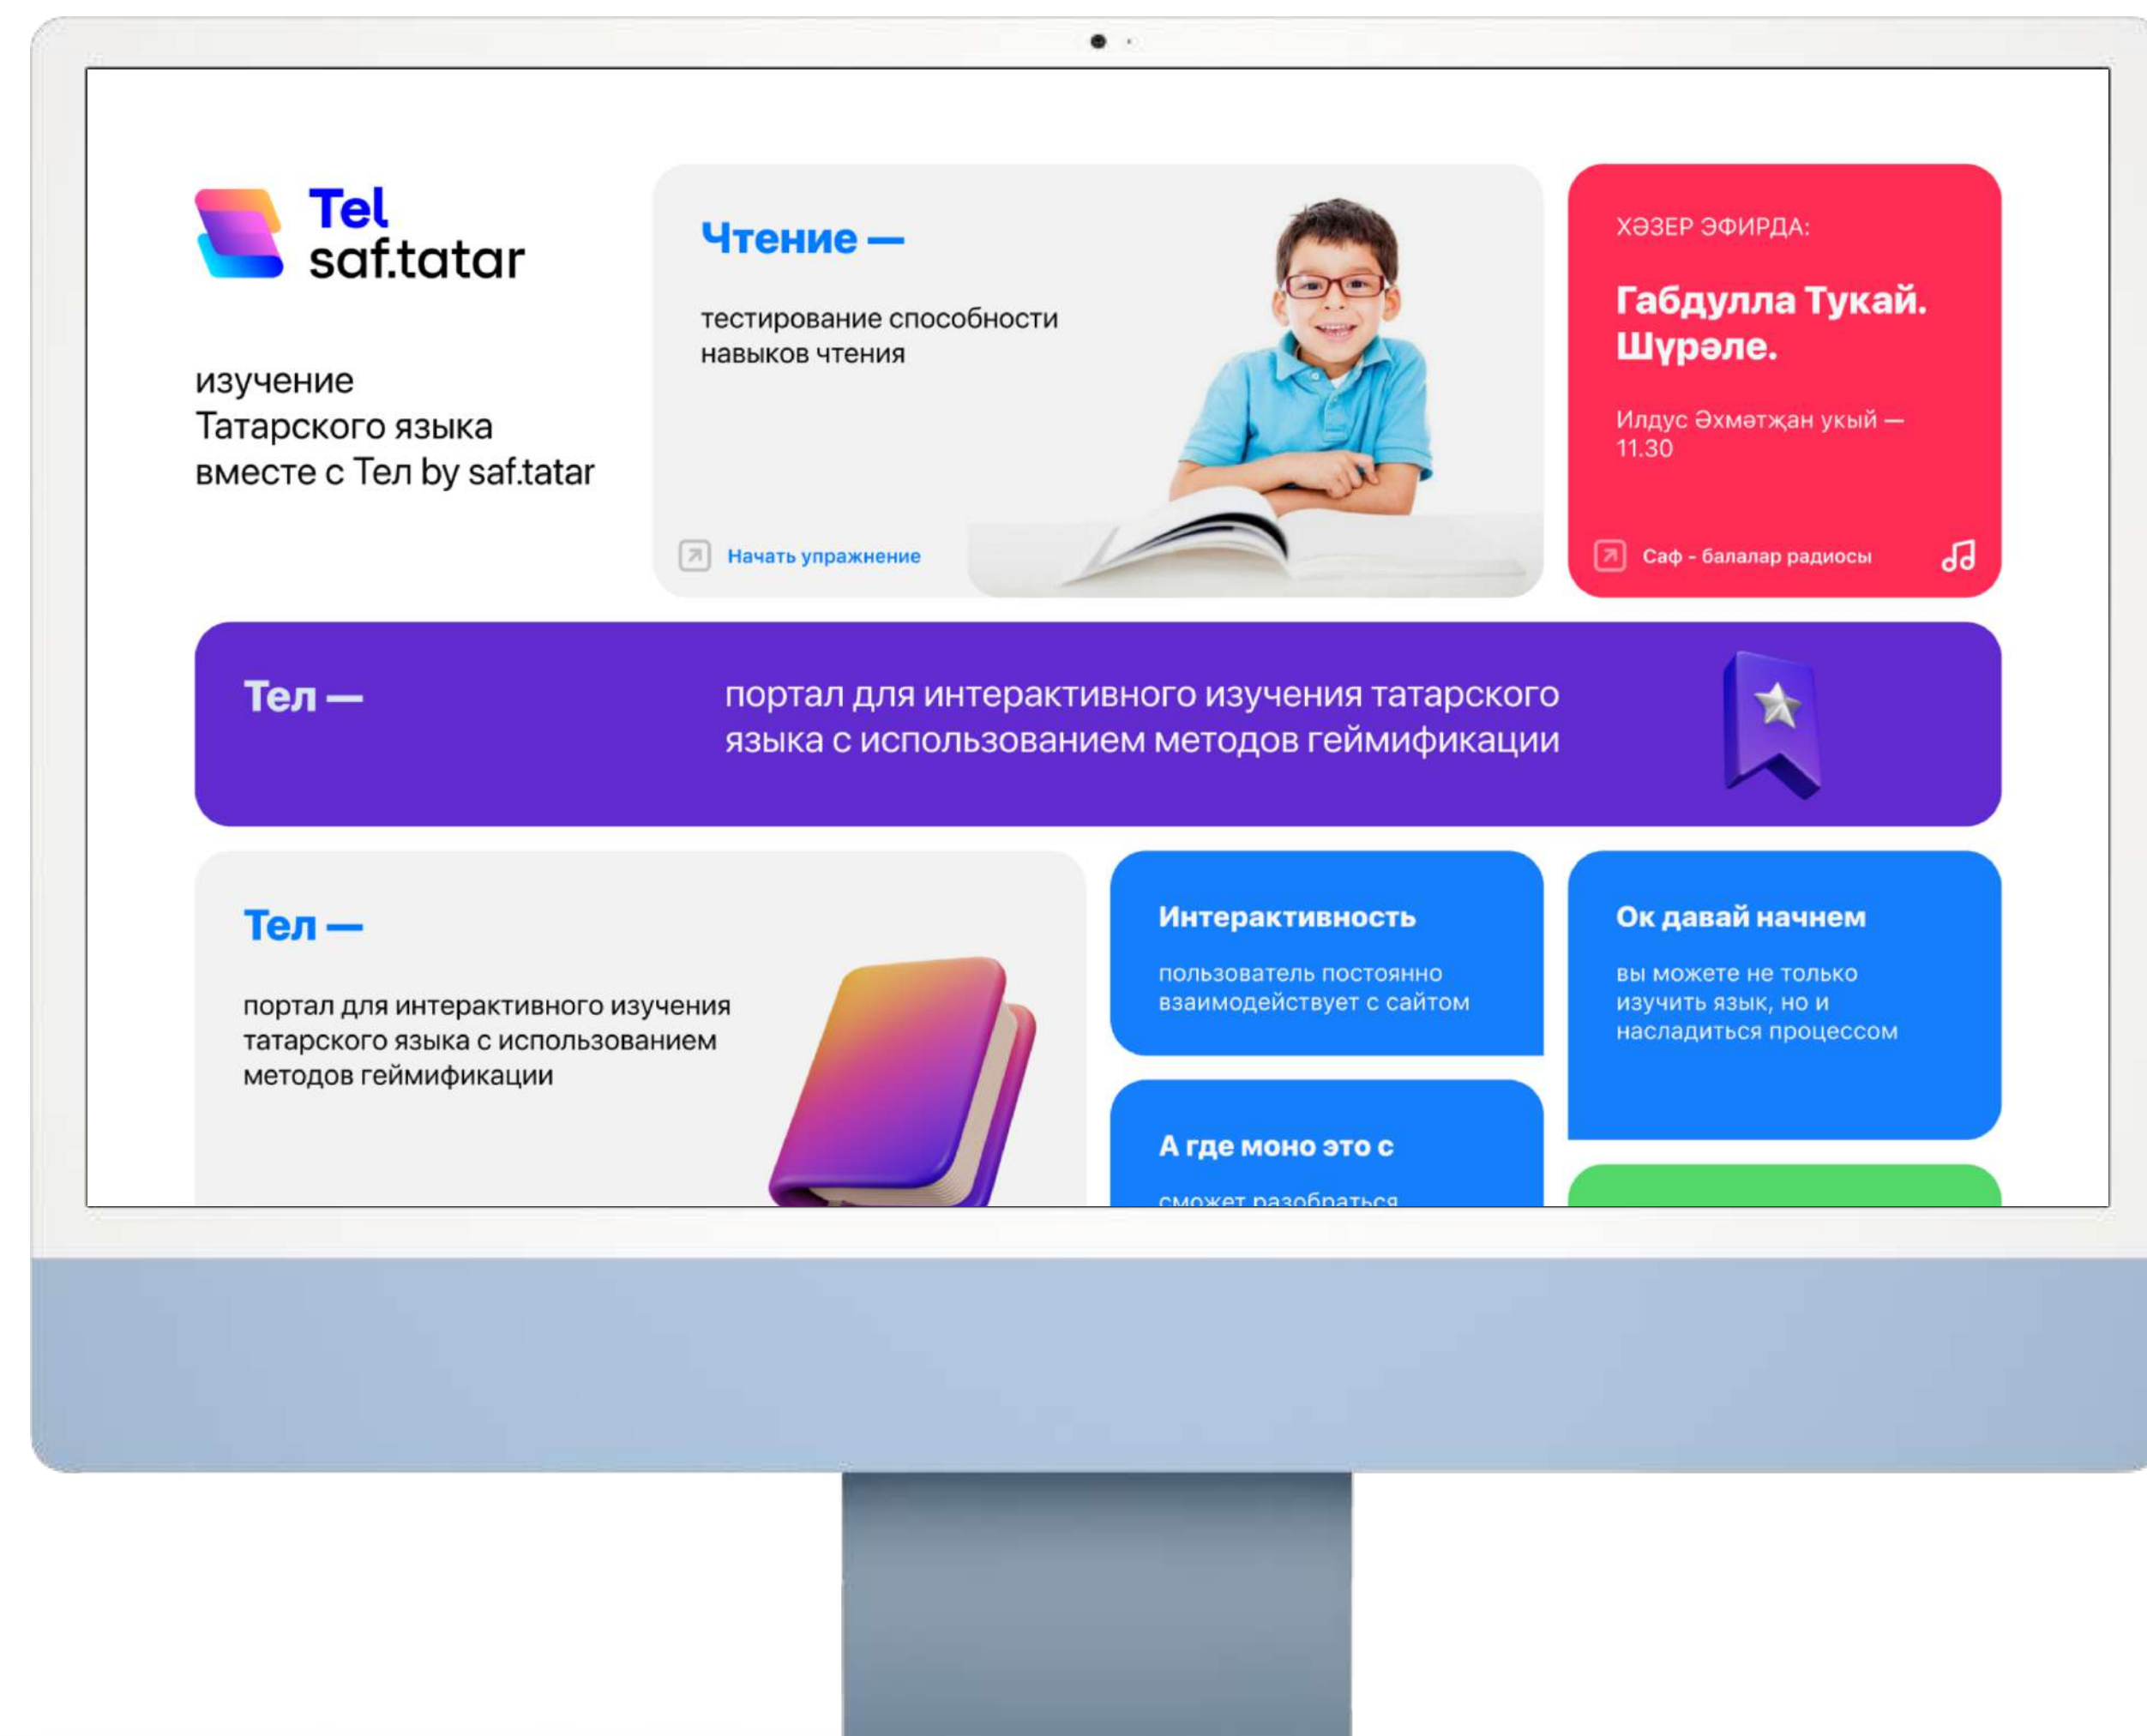 Tel
saf.tatar
изучение
Татарского языка
вместе с Тел by saf.tatar
Чтение —
тестирование способности
навыков чтения
Начать упражнение
ХӘЗЕР ЭФИРДА:
Габдулла Тукай.
Шүрәле.
Илдус Әхмәтҗан укый —
11.30
Саф - балалар радиосы
Тел —
портал для интерактивного изучения татарского
языка с использованием методов геймификации
Тел —
портал для интерактивного изучения
татарского языка с использованием
методов геймификации
Интерактивность
пользователь постоянно
взаимодействует с сайтом
Ок давай начнем
вы можете не только
изучить язык, но и
насладиться процессом
А где моно это с
сможет разобраться